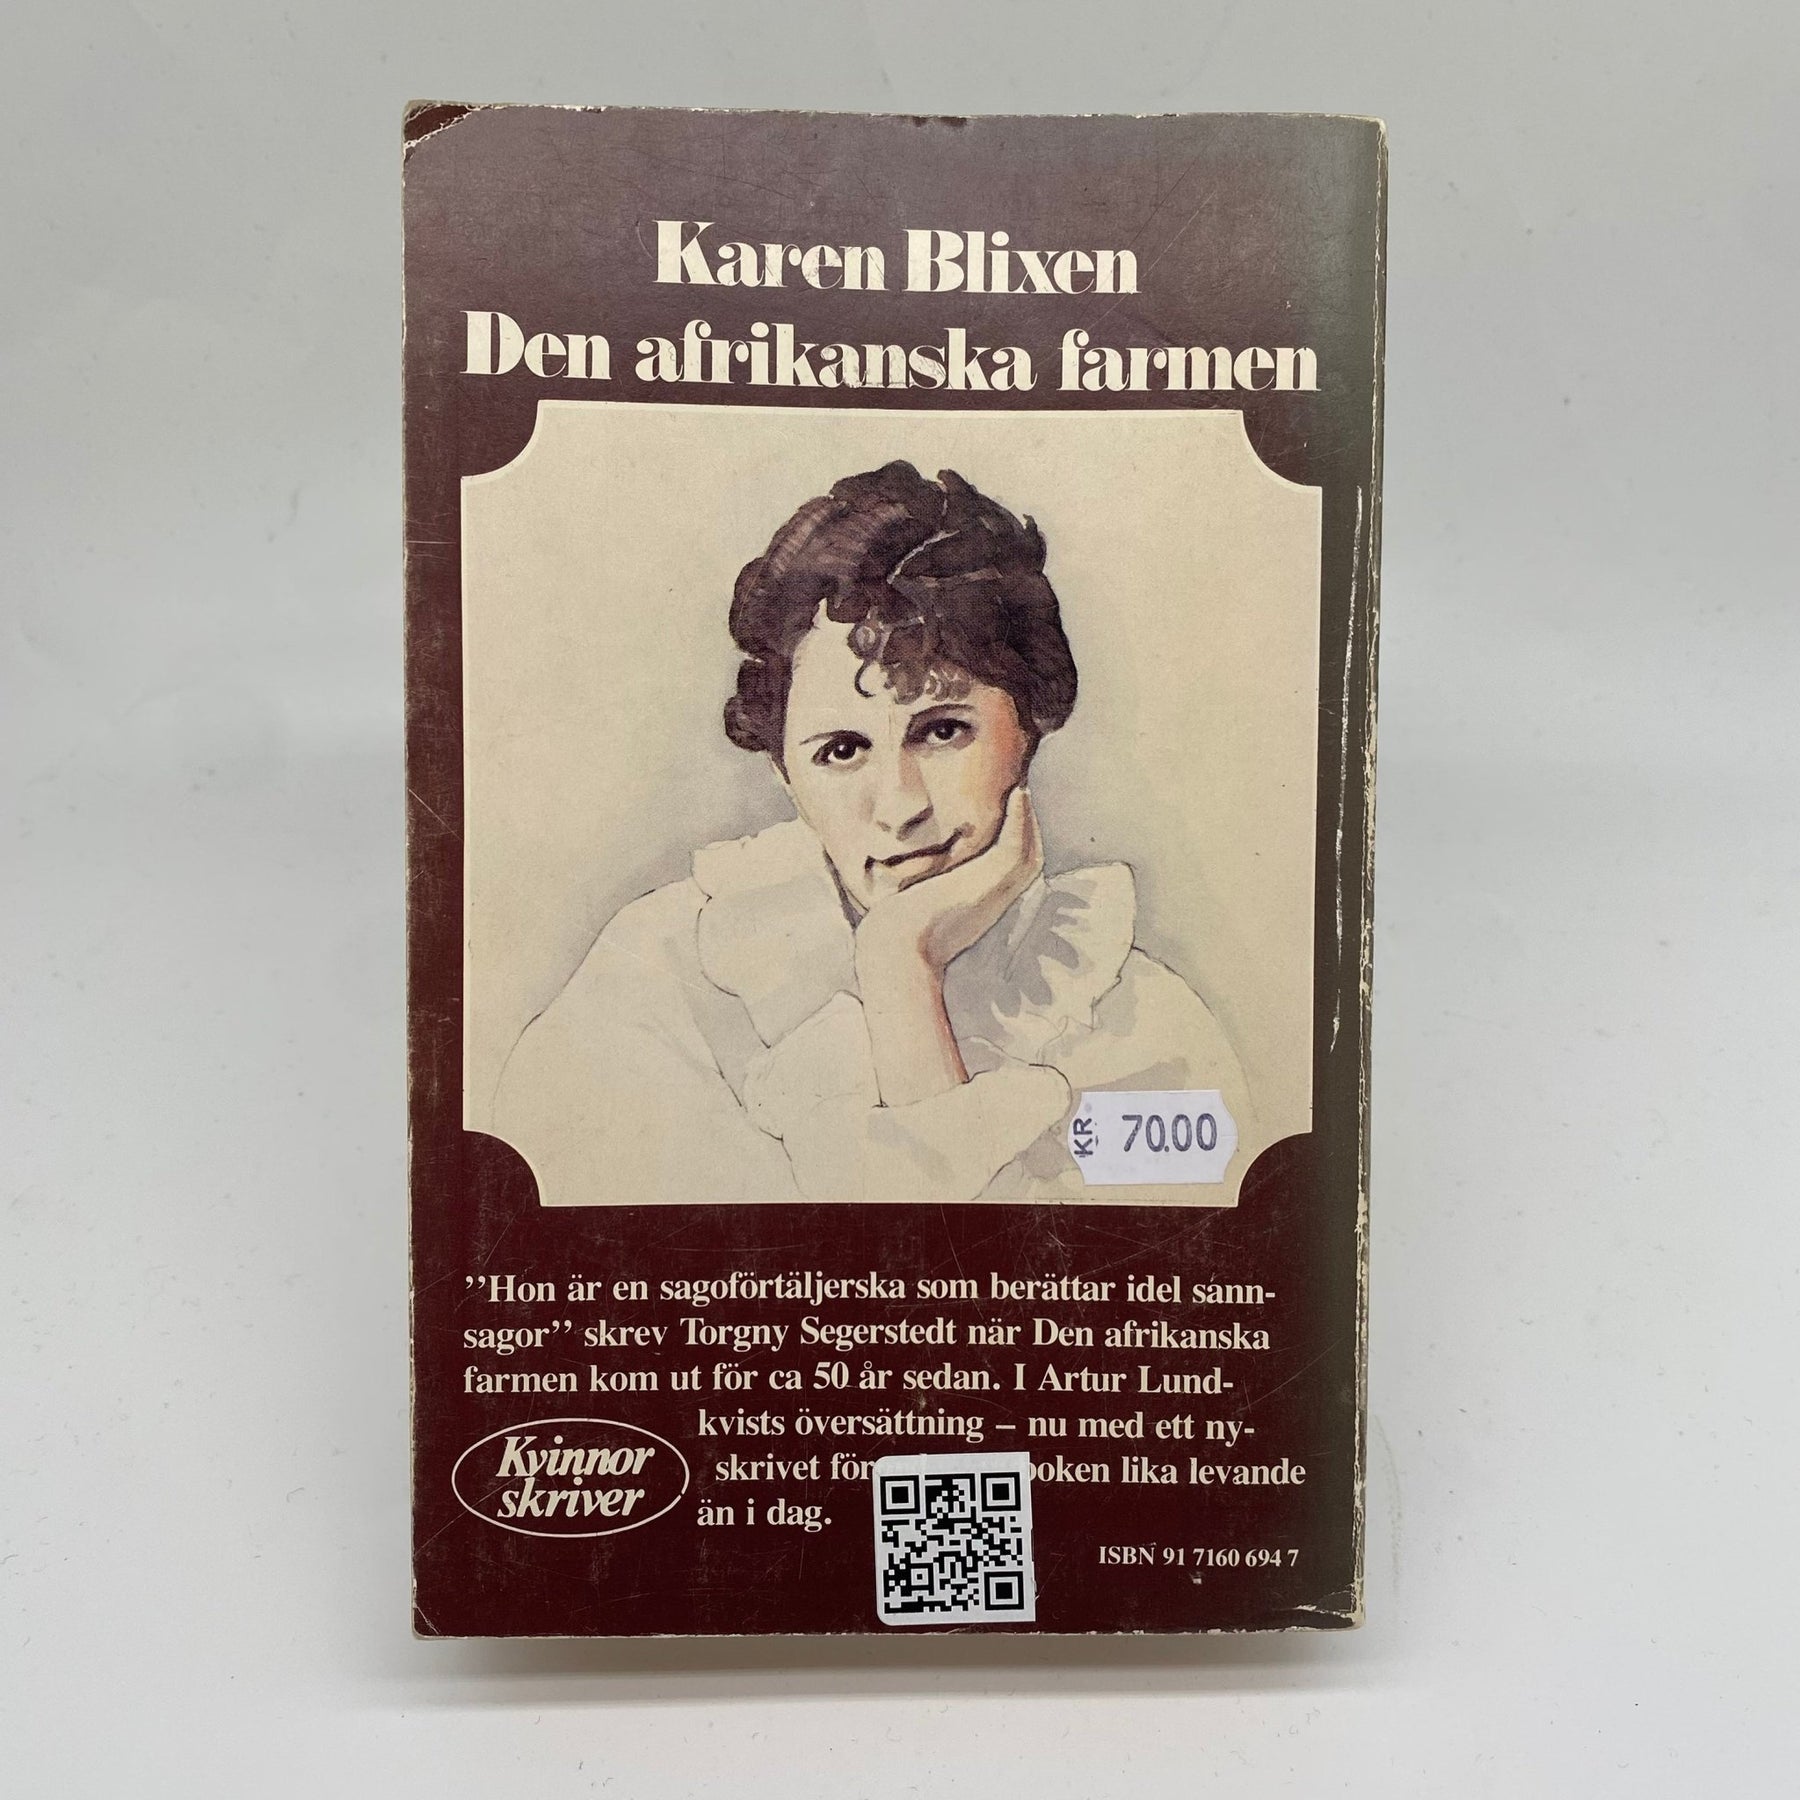 Karen Blixen
Den afrikanska farmen
KR. 70.00
”Hon är en sagoförtäljerska som berättar idel sann-
sagor” skrev Torgny Segerstedt när Den afrikanska
farmen kom ut för ca 50 år sedan. I Artur Lund-
kvists översättning – nu med ett ny-
skrivet boken lika levande
än i dag.
Kvinnor
skriver
ISBN 91 7160 694 7